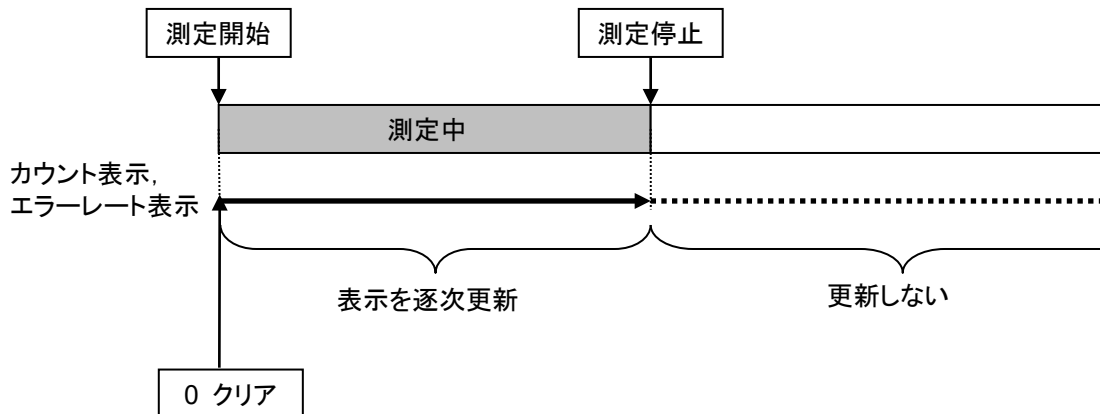 測定開始
測定停止
測定中
カウント表示,
エラーレート表示
表示を逐次更新
更新しない
0 クリア